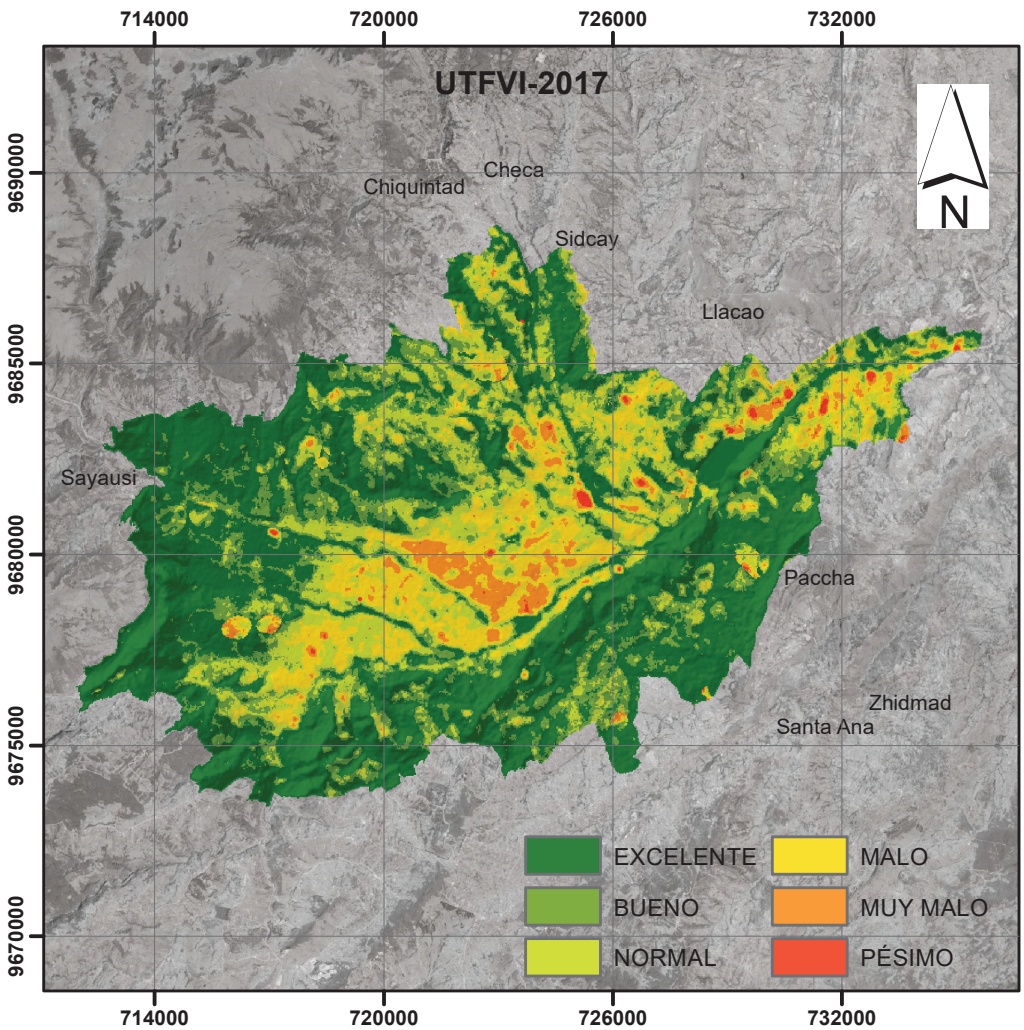 714000 720000 726000 732000
UTFVI-2017
N
9690000
9685000
9680000
9675000
9670000
Checa
Chiquintad
Sidcay
Llacao
Sayausi
Paccha
Zhidmad
Santa Ana
EXCELENTE MALO
BUENO MUY MALO
NORMAL PÉSIMO
714000 720000 726000 732000